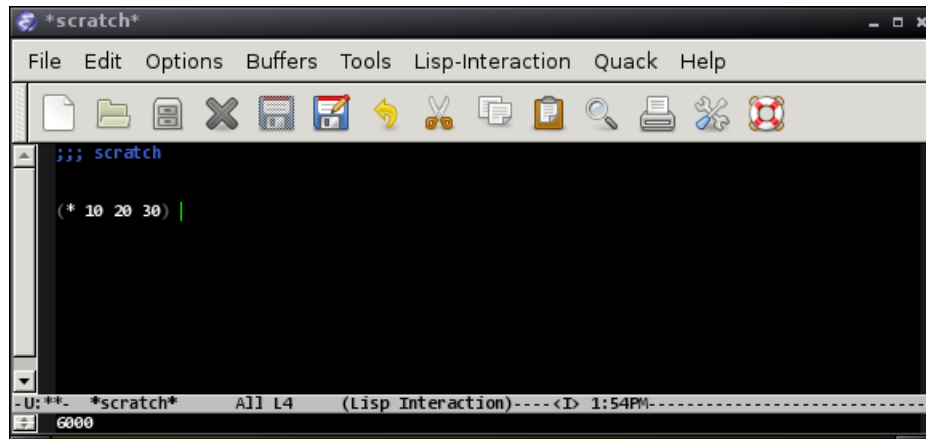 *scratch*
File Edit Options Buffers Tools Lisp-Interaction Quack Help
;;; scratch
(* 10 20 30)
-U:**- *scratch* All L4 (Lisp Interaction)----<I> 1:54PM-----------------------------
6000